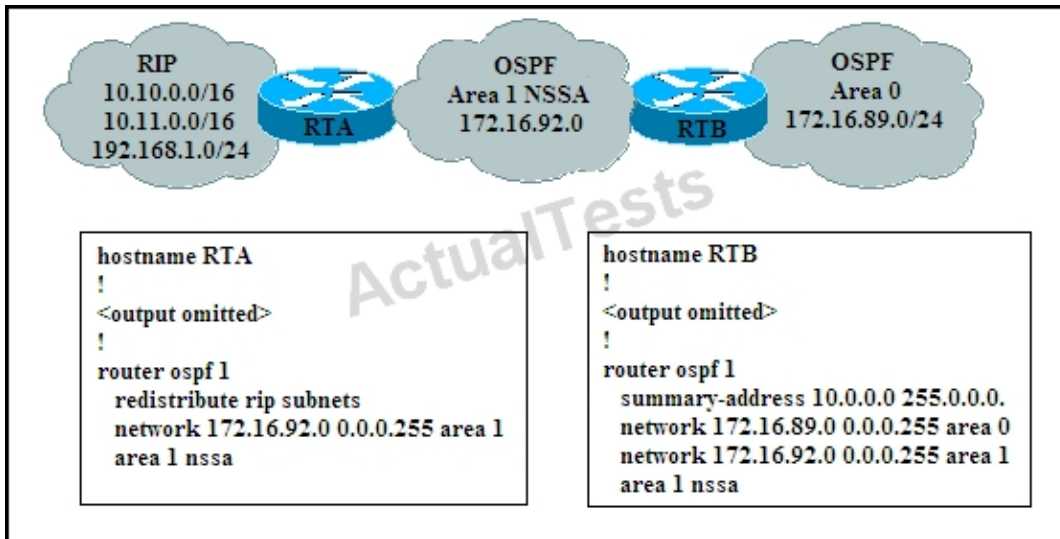 RIP
10.10.0.0/16
10.11.0.0/16
192.168.1.0/24
RTA
OSPF
Area 1 NSSA
172.16.92.0
RTB
OSPF
Area 0
172.16.89.0/24
ActualTests
hostname RTA
!
<output omitted>
!
router ospf 1
redistribute rip subnets
network 172.16.92.0 0.0.0.255 area 1
area 1 nssa
hostname RTB
!
<output omitted>
!
router ospf 1
summary-address 10.0.0.0 255.0.0.0.
network 172.16.89.0 0.0.0.255 area 0
network 172.16.92.0 0.0.0.255 area 1
area 1 nssa